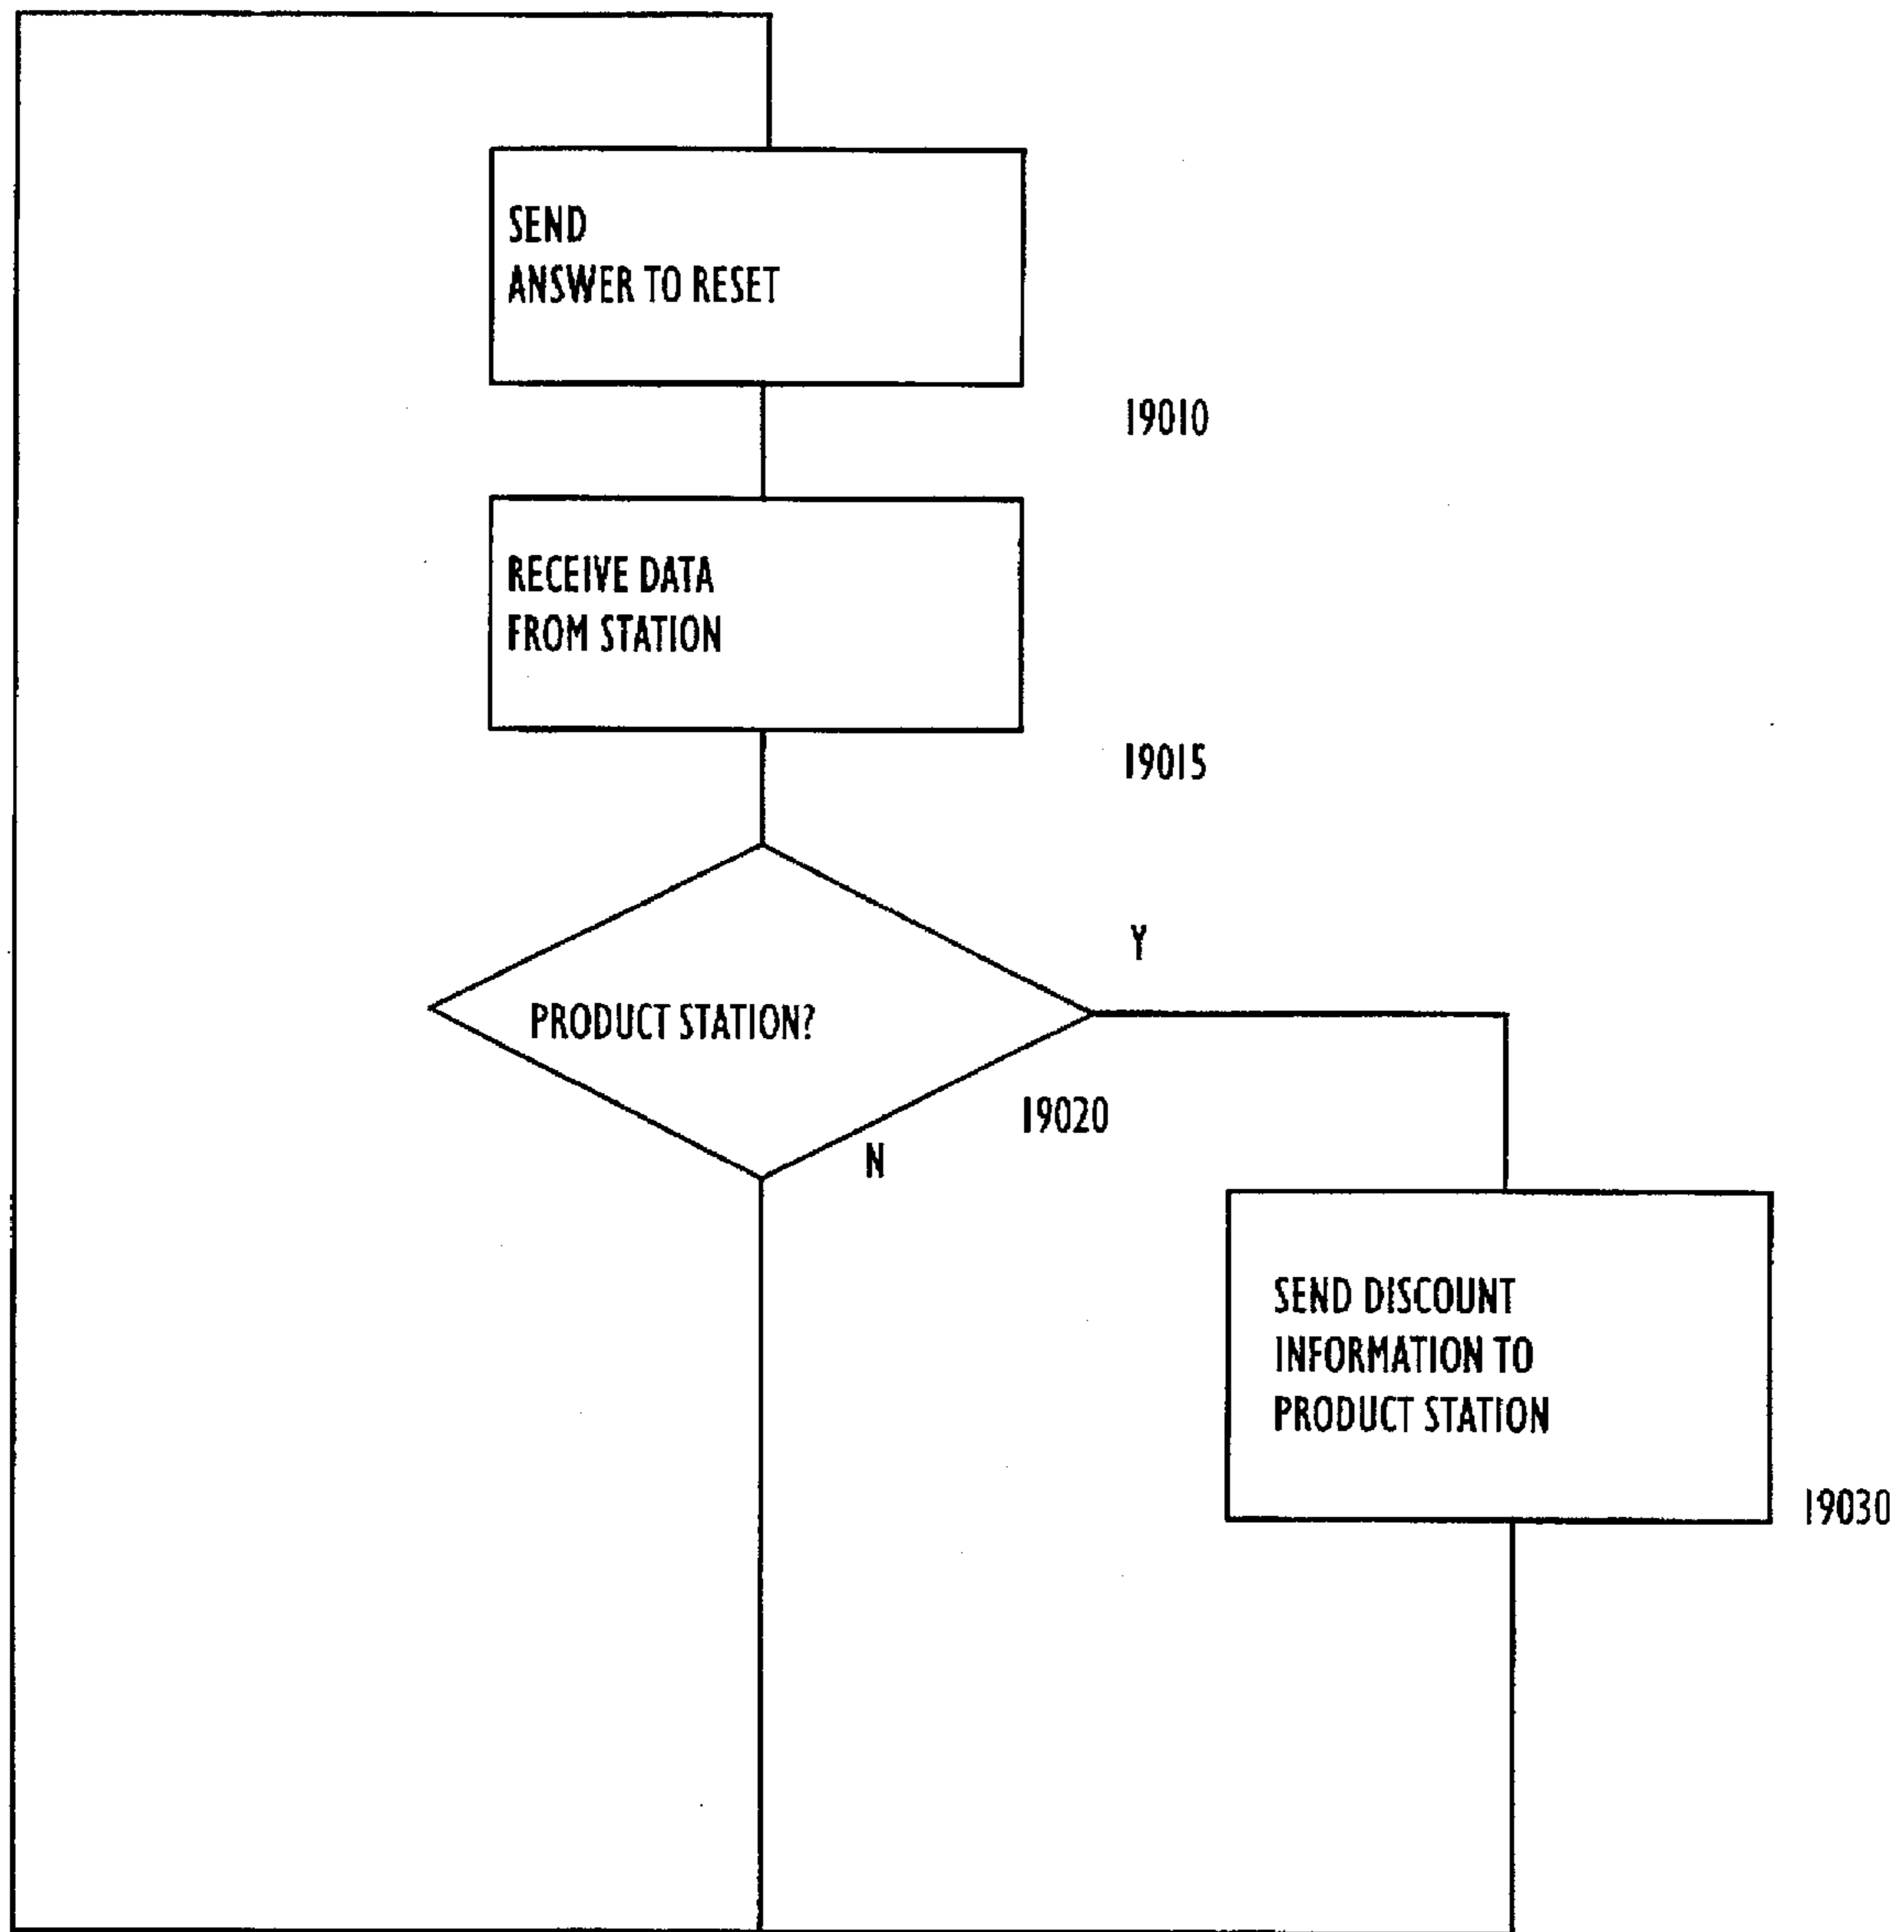 SEND
ANSWER TO RESET
19010
RECEIVE DATA
FROM STATION
19015
Y
PRODUCT STATION?
19020
N
SEND DISCOUNT
INFORMATION TO
PRODUCT STATION
19030